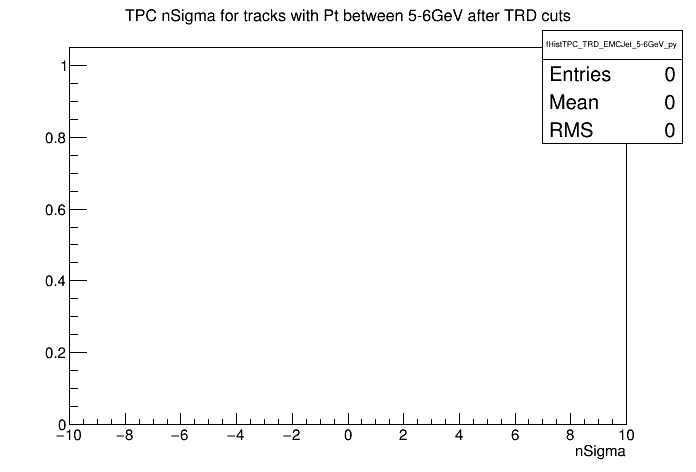 TPC nSigma for tracks with Pt between 5-6GeV after TRD cuts
fHistTPC_TRD_EMCJet_5-6GeV_py
Entries 0
Mean 0
RMS 0
1
0.8
0.6
0.4
0.2
0
−10 −8 −6 −4 −2 0 2 4 6 8 10
nSigma